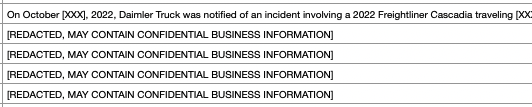 On October [XXX], 2022, Daimler Truck was notified of an incident involving a 2022 Freightliner Cascadia traveling [XX
[REDACTED, MAY CONTAIN CONFIDENTIAL BUSINESS INFORMATION]
[REDACTED, MAY CONTAIN CONFIDENTIAL BUSINESS INFORMATION]
[REDACTED, MAY CONTAIN CONFIDENTIAL BUSINESS INFORMATION]
[REDACTED, MAY CONTAIN CONFIDENTIAL BUSINESS INFORMATION]